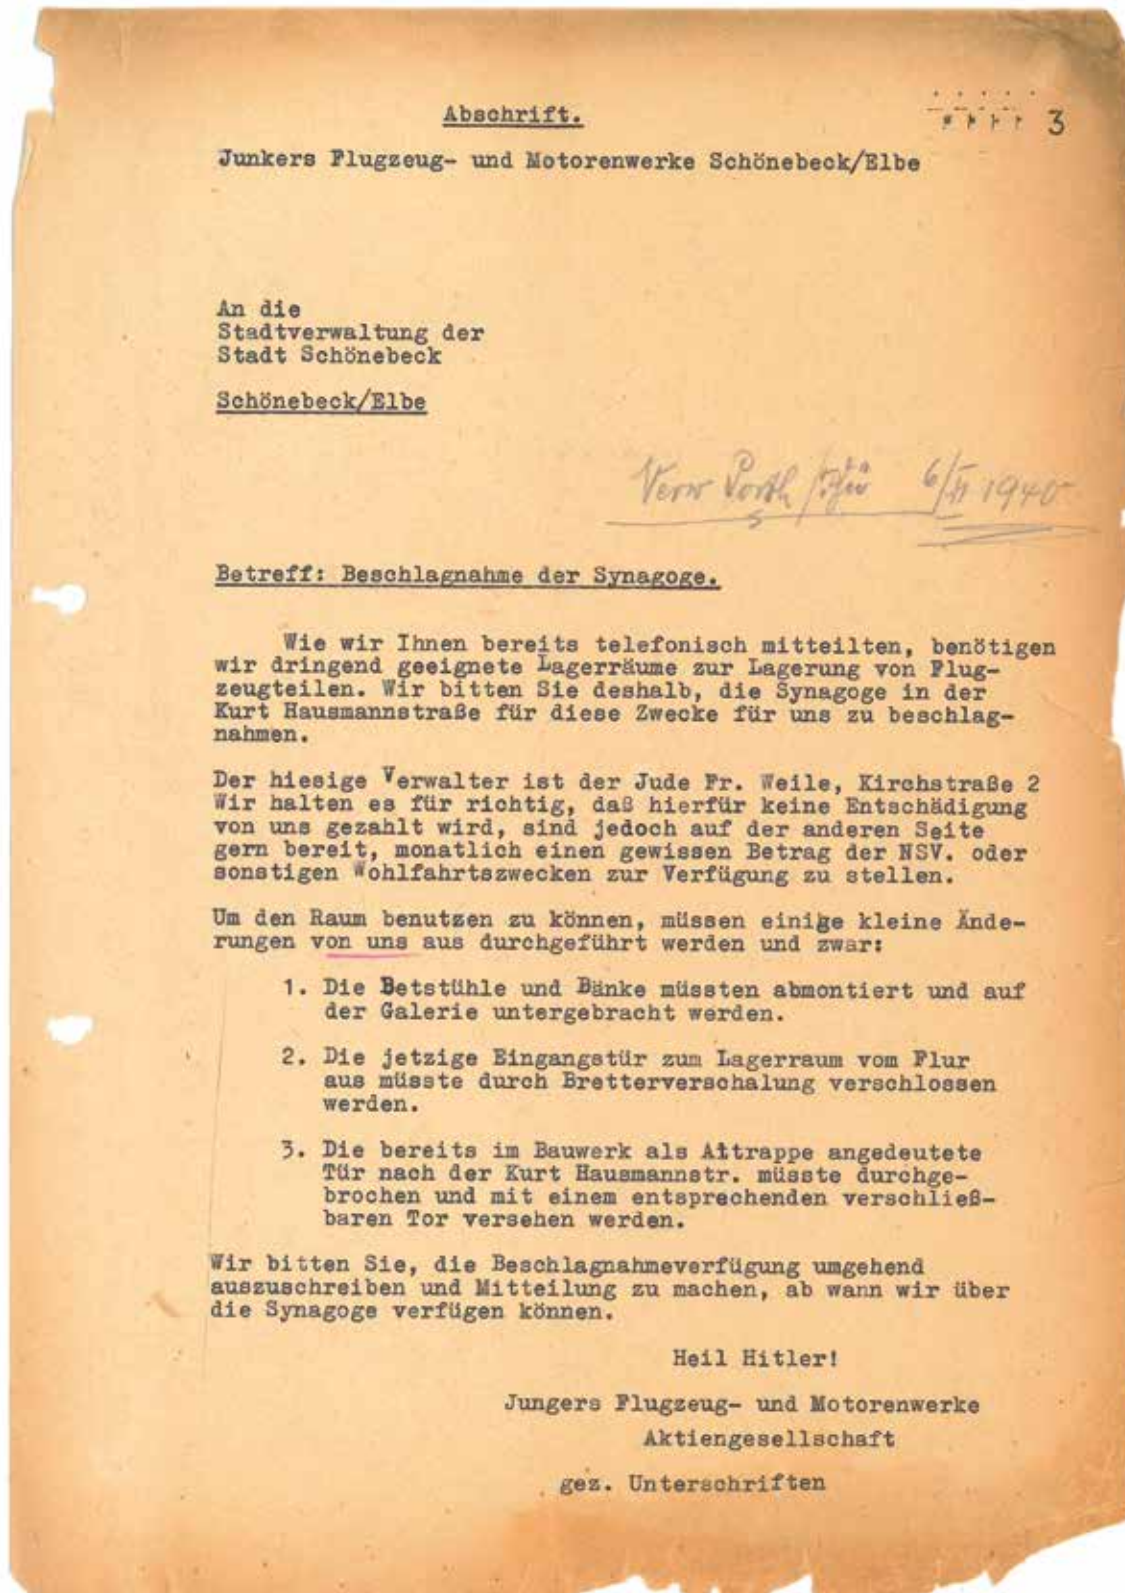 Abschrift.
3
Junkers Flugzeug- und Motorenwerke Schönebeck/Elbe
An die
Stadtverwaltung der
Stadt Schönebeck
Schönebeck/Elbe
Verw 6/II 1940
Betreff: Beschlagnahme der Synagoge.
Wie wir Ihnen bereits telefonisch mitteilten, benötigen
wir dringend geeignete Lagerräume zur Lagerung von Flug-
zeugteilen. Wir bitten Sie deshalb, die Synagoge in der
Kurt Hausmannstraße für diese Zwecke für uns zu beschlag-
nahmen.
Der hiesige Verwalter ist der Jude Fr. Weile, Kirchstraße 2
Wir halten es für richtig, daß hierfür keine Entschädigung
von uns gezahlt wird, sind jedoch auf der anderen Seite
gern bereit, monatlich einen gewissen Betrag der NSV. oder
sonstigen Wohlfahrtszwecken zur Verfügung zu stellen.
Um den Raum benutzen zu können, müssen einige kleine Ände-
rungen von uns aus durchgeführt werden und zwar:
1. Die Betstühle und Bänke müssten abmontiert und auf
der Galerie untergebracht werden.
2. Die jetzige Eingangstür zum Lagerraum vom Flur
aus müsste durch Bretterverschalung verschlossen
werden.
3. Die bereits im Bauwerk als Attrappe angedeutete
Tür nach der Kurt Hausmannstr. müsste durchge-
brochen und mit einem entsprechenden verschließ-
baren Tor versehen werden.
Wir bitten Sie, die Beschlagnahmeverfügung umgehend
auszuschreiben und Mitteilung zu machen, ab wann wir über
die Synagoge verfügen können.
Heil Hitler!
Jungers Flugzeug- und Motorenwerke
Aktiengesellschaft
gez. Unterschriften